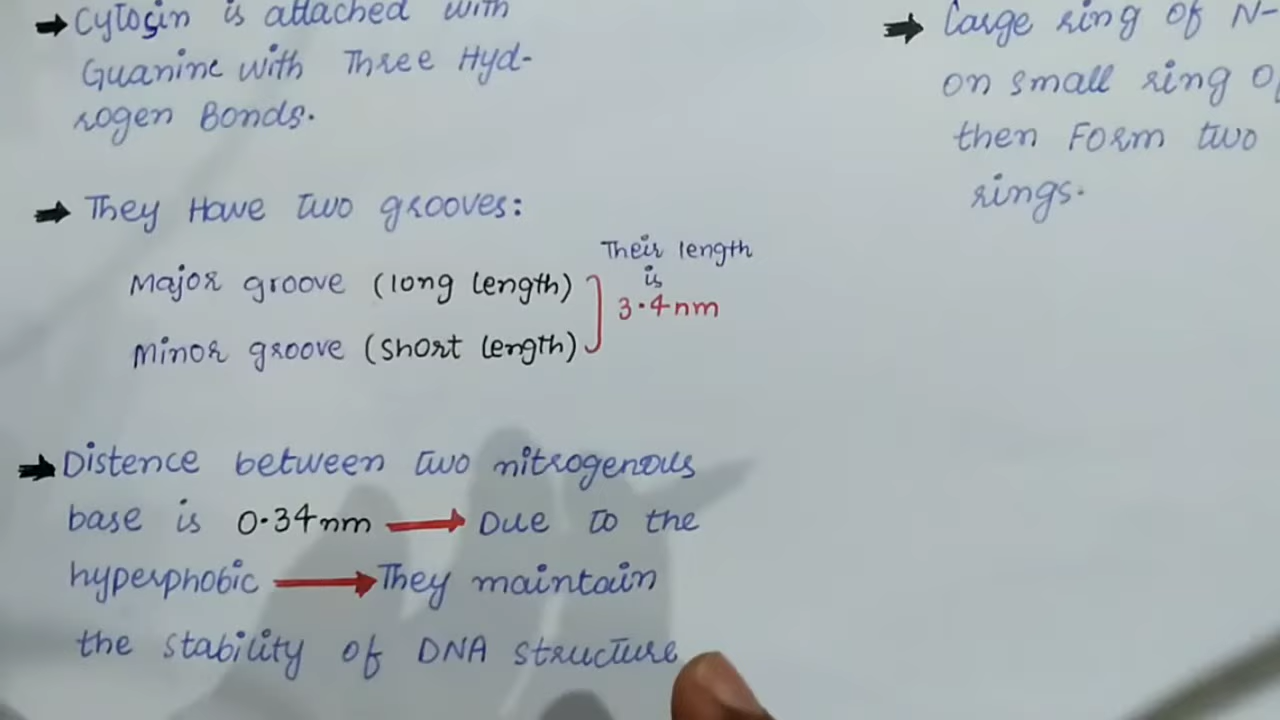 → Cytosin is attached with
Guanine with Three Hyd-
rogen Bonds.
→ They Have two grooves:
Major groove (long length)
Minor groove (short length)
Their length
is
3.4nm
→ Distence between two nitrogenous
base is 0.34nm → Due to the
hyperphobic → They maintain
the stability of DNA structure
→ Large ring of N-
on small ring of
then Form two
rings.